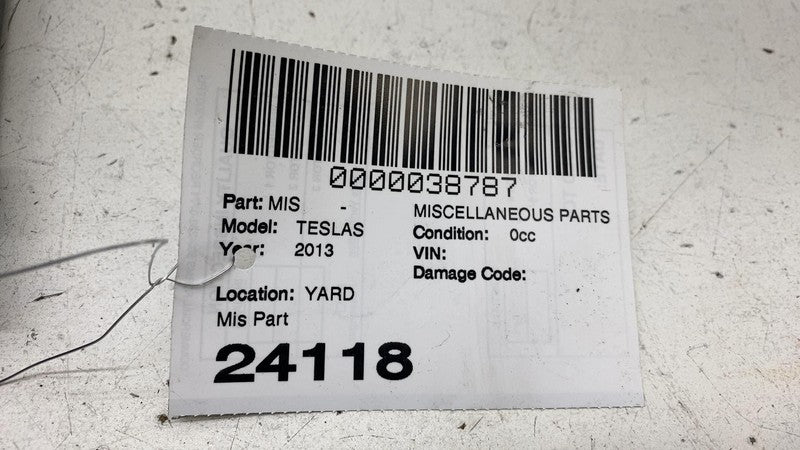 0000038787
Part: MIS - MISCELLANEOUS PARTS
Model: TESLAS Condition: 0cc
Year: 2013 VIN:
Damage Code:
Location: YARD
Mis Part
24118